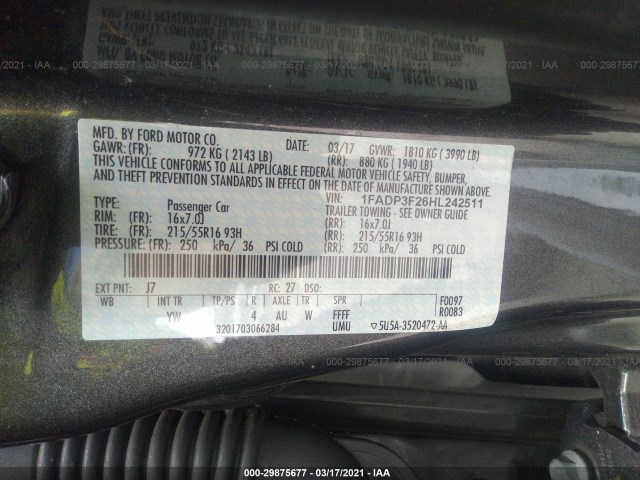 000-29875677 - 03/17/2021 - IAA
MFD. BY FORD MOTOR CO.
DATE: 03/17 GVWR: 1810 KG ( 3990 LB)
GAWR: (FR): 972 KG ( 2143 LB) (RR): 880 KG ( 1940 LB)
THIS VEHICLE CONFORMS TO ALL APPLICABLE FEDERAL MOTOR VEHICLE SAFETY, BUMPER,
AND THEFT PREVENTION STANDARDS IN EFFECT ON THE DATE OF MANUFACTURE SHOWN ABOVE.
VIN: 1FADP3F26HL242511
TYPE: Passenger Car TRAILER TOWING - SEE OWNER GUIDE
RIM: (FR): 16x7.0J (RR): 16x7.0J
TIRE: (FR): 215/55R16 93H (RR): 215/55R16 93H
PRESSURE: (FR): 250 kPa/ 36 PSI COLD (RR): 250 kPa/ 36 PSI COLD
EXT PNT: J7 RC: 27 DSO:
WB INT TR TP/PS R AXLE TR SPR F0097
YW 4 AU W FFFF R0083
3201703066284 UMU ▽5U5A-3520472-AA
000-29875677 - 03/17/2021 - IAA